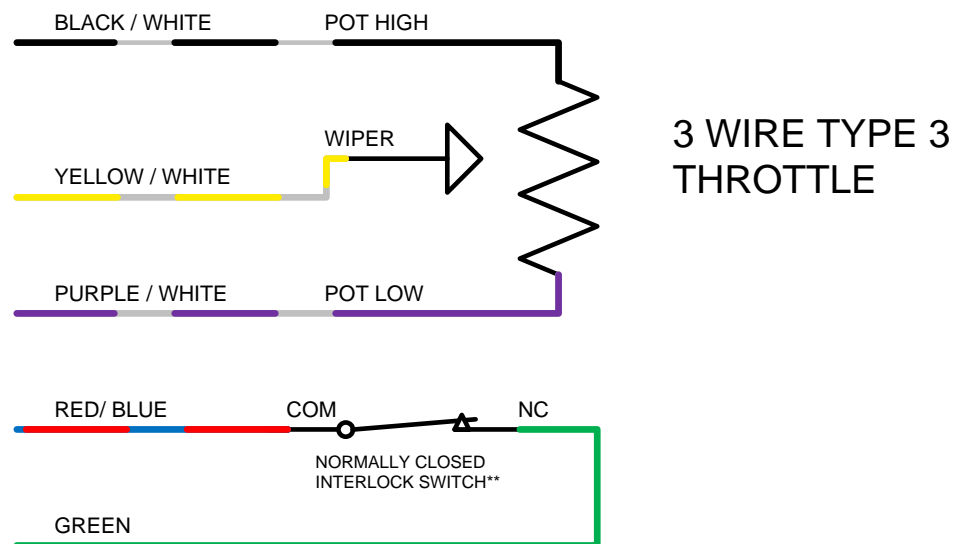 BLACK / WHITE POT HIGH
WIPER
3 WIRE TYPE 3
THROTTLE
YELLOW / WHITE
PURPLE / WHITE POT LOW
RED/ BLUE COM NC
NORMALLY CLOSED
INTERLOCK SWITCH**
GREEN